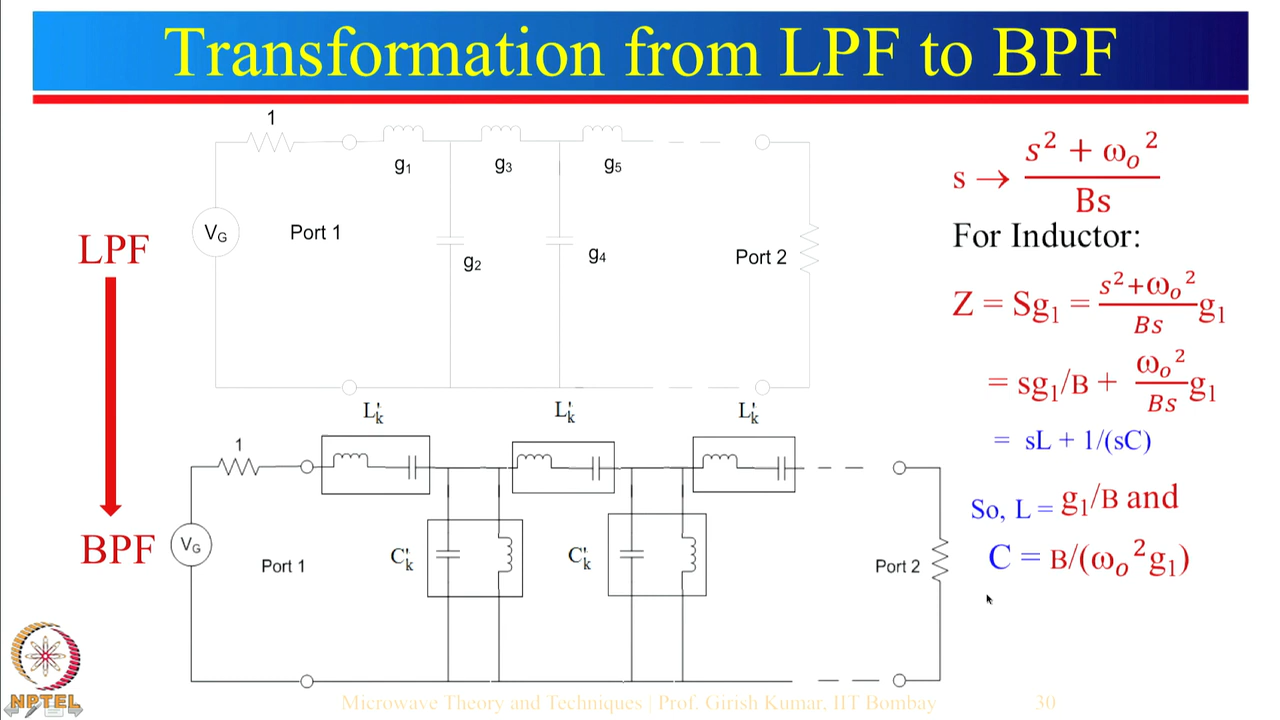 Transformation from LPF to BPF
1
g₁
g₃
g₅
V_G
Port 1
g₂
g₄
Port 2
LPF
BPF
L'ₖ
L'ₖ
L'ₖ
1
V_G
Port 1
C'ₖ
C'ₖ
Port 2
s → (s² + ωₒ²)/Bs
For Inductor:
Z = Sg₁ = (s²+ωₒ²)/Bs g₁
= sg₁/B + ωₒ²/Bs g₁
= sL + 1/(sC)
So, L = g₁/B and
C = B/(ωₒ²g₁)
NPTEL
Microwave Theory and Techniques | Prof. Girish Kumar, IIT Bombay
30